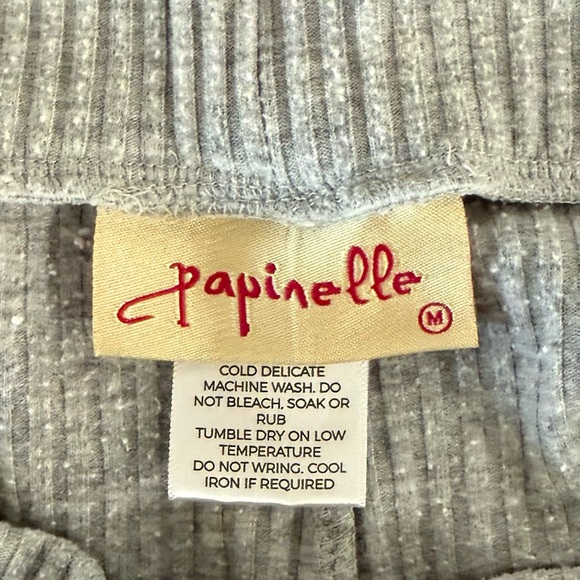 papinelle
M
COLD DELICATE
MACHINE WASH. DO
NOT BLEACH, SOAK OR
RUB
TUMBLE DRY ON LOW
TEMPERATURE
DO NOT WRING. COOL
IRON IF REQUIRED